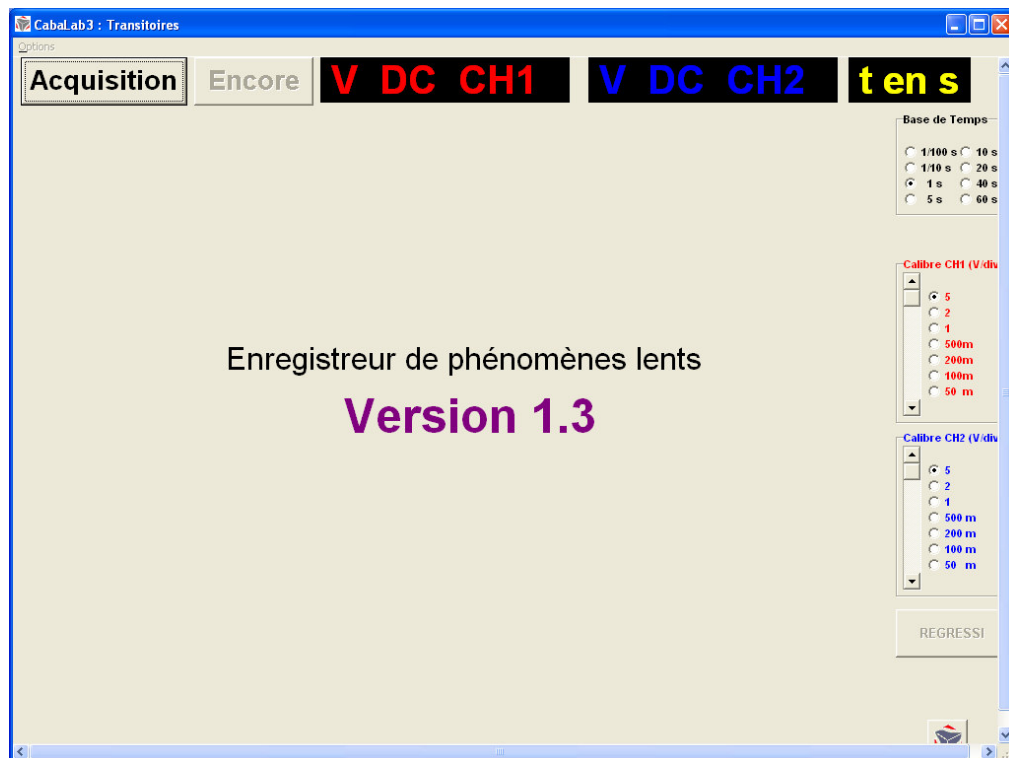 CabaLab3 : Transitoires
Options
Acquisition Encore V DC CH1 V DC CH2 t en s
Base de Temps
1/100 s 10 s
1/10 s 20 s
1 s 40 s
5 s 60 s
Calibre CH1 (V/div
5
2
1
500m
200m
100m
50 m
Enregistreur de phénomènes lents
Version 1.3
Calibre CH2 (V/div
5
2
1
500 m
200 m
100 m
50 m
REGRESSI